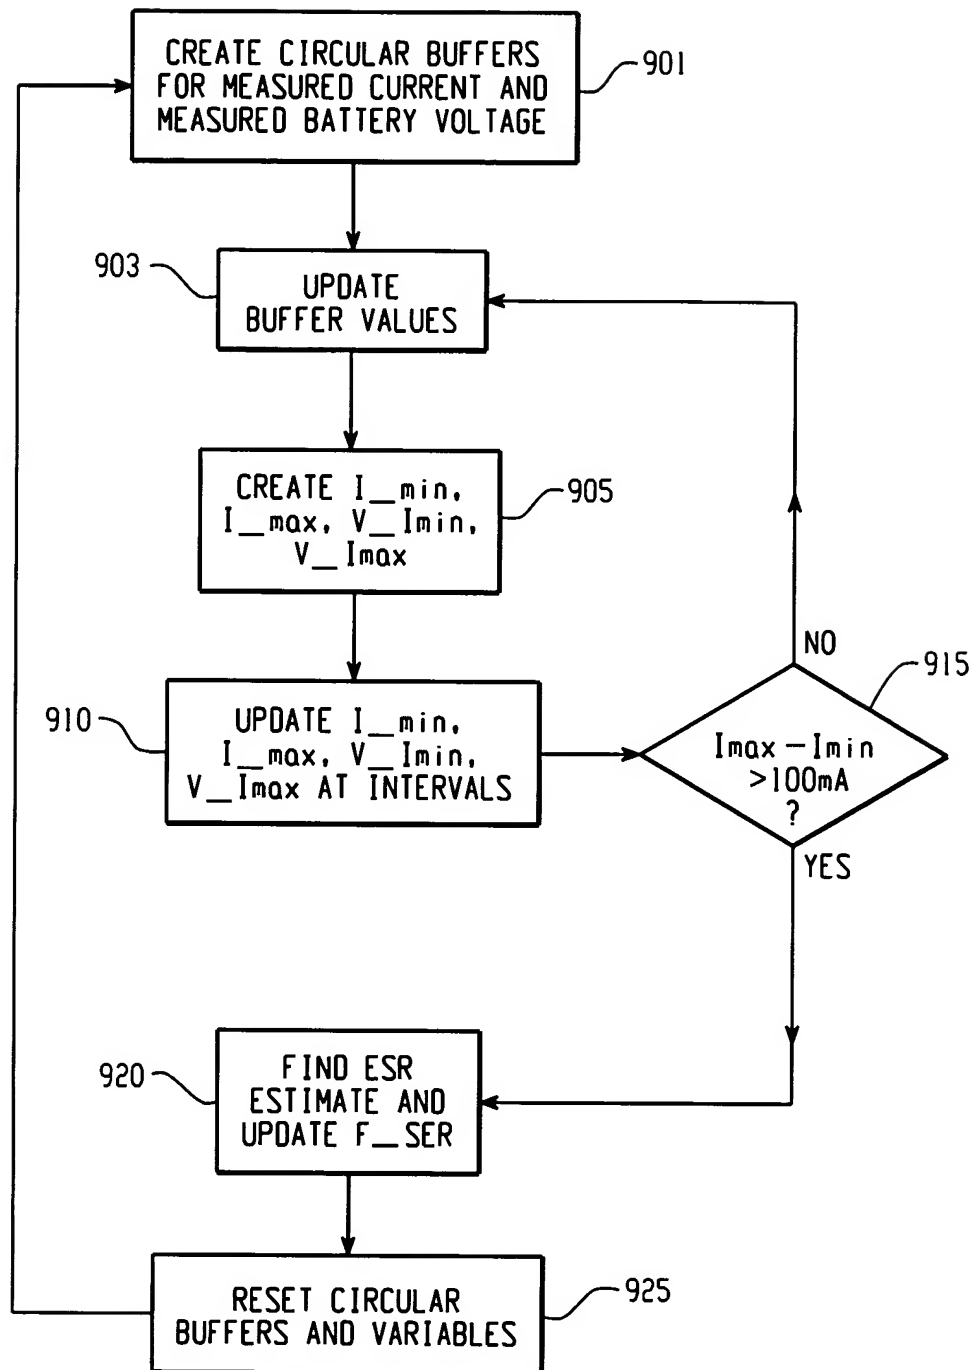 CREATE CIRCULAR BUFFERS
FOR MEASURED CURRENT AND
MEASURED BATTERY VOLTAGE
901
903
UPDATE
BUFFER VALUES
CREATE I_min,
I_max, V_Imin,
V_Imax
905
910
UPDATE I_min,
I_max, V_Imin,
V_Imax AT INTERVALS
NO
915
Imax - Imin
>100mA
?
YES
920
FIND ESR
ESTIMATE AND
UPDATE F_SER
RESET CIRCULAR
BUFFERS AND VARIABLES
925